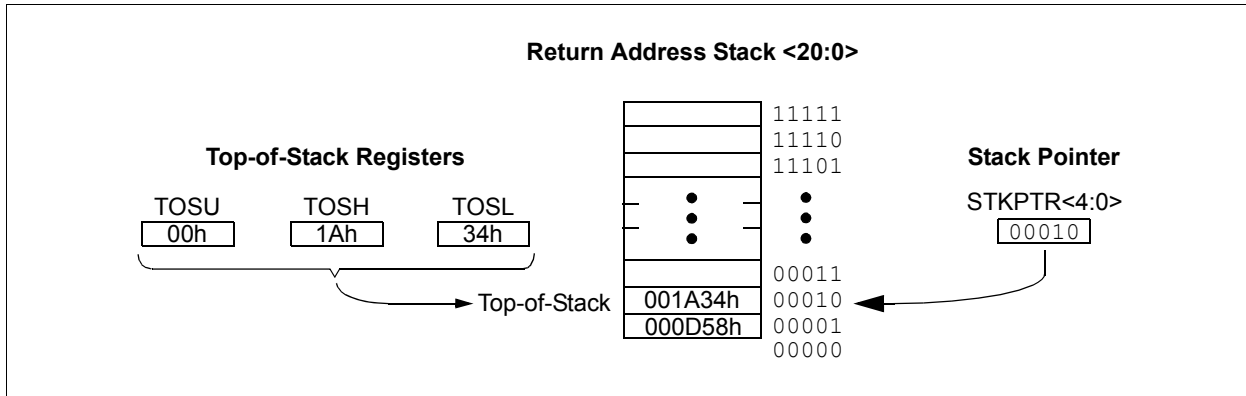 Return Address Stack <20:0>
11111
11110
11101
Top-of-Stack Registers
Stack Pointer
TOSU TOSH TOSL
STKPTR<4:0>
00h 1Ah 34h
00010
00011
Top-of-Stack 001A34h 00010
000D58h 00001
00000